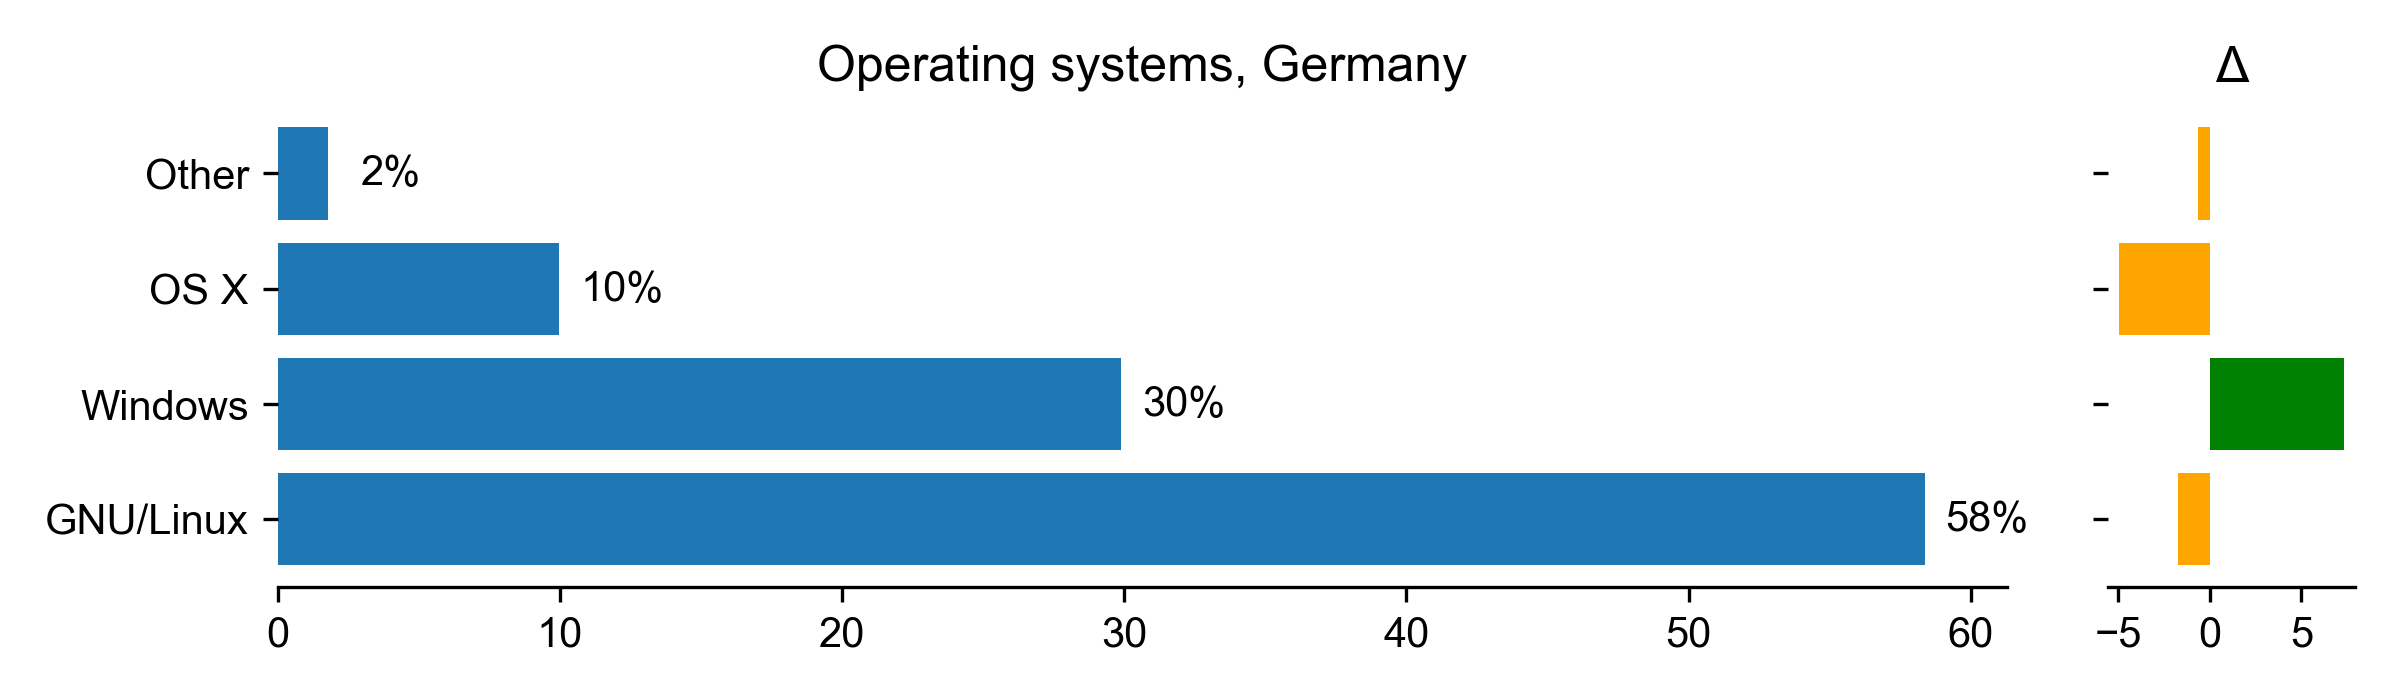 Operating systems, Germany
Δ
Other
2%
OS X
10%
Windows
30%
GNU/Linux
58%
0 10 20 30 40 50 60
−5 0 5